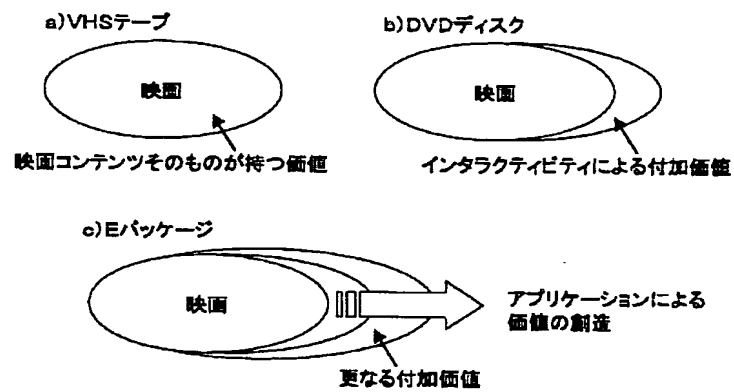 a)VHSテープ
映画
映画コンテンツそのものが持つ価値
b)DVDディスク
映画
インタラクティビティによる付加価値
c)Eパッケージ
映画
アプリケーションによる
価値の創造
更なる付加価値